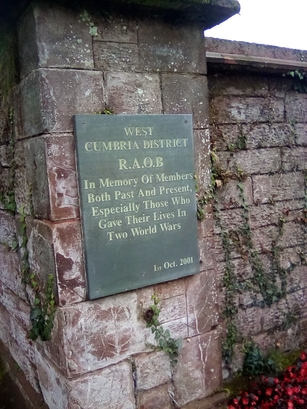 WEST
CUMBRIA DISTRICT
R.A.O.B
In Memory Of Members
Both Past And Present,
Especially Those Who
Gave Their Lives In
Two World Wars
1st Oct. 2001